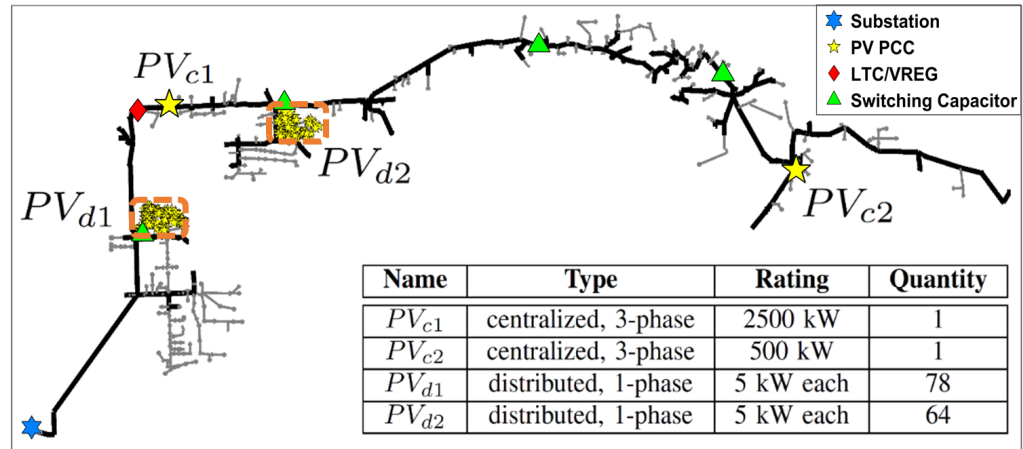 Substation
PV PCC
LTC/VREG
Switching Capacitor
PVc1
PVd2
PVd1
PVc2
Name Type Rating Quantity
PVc1 centralized, 3-phase 2500 kW 1
PVc2 centralized, 3-phase 500 kW 1
PVd1 distributed, 1-phase 5 kW each 78
PVd2 distributed, 1-phase 5 kW each 64